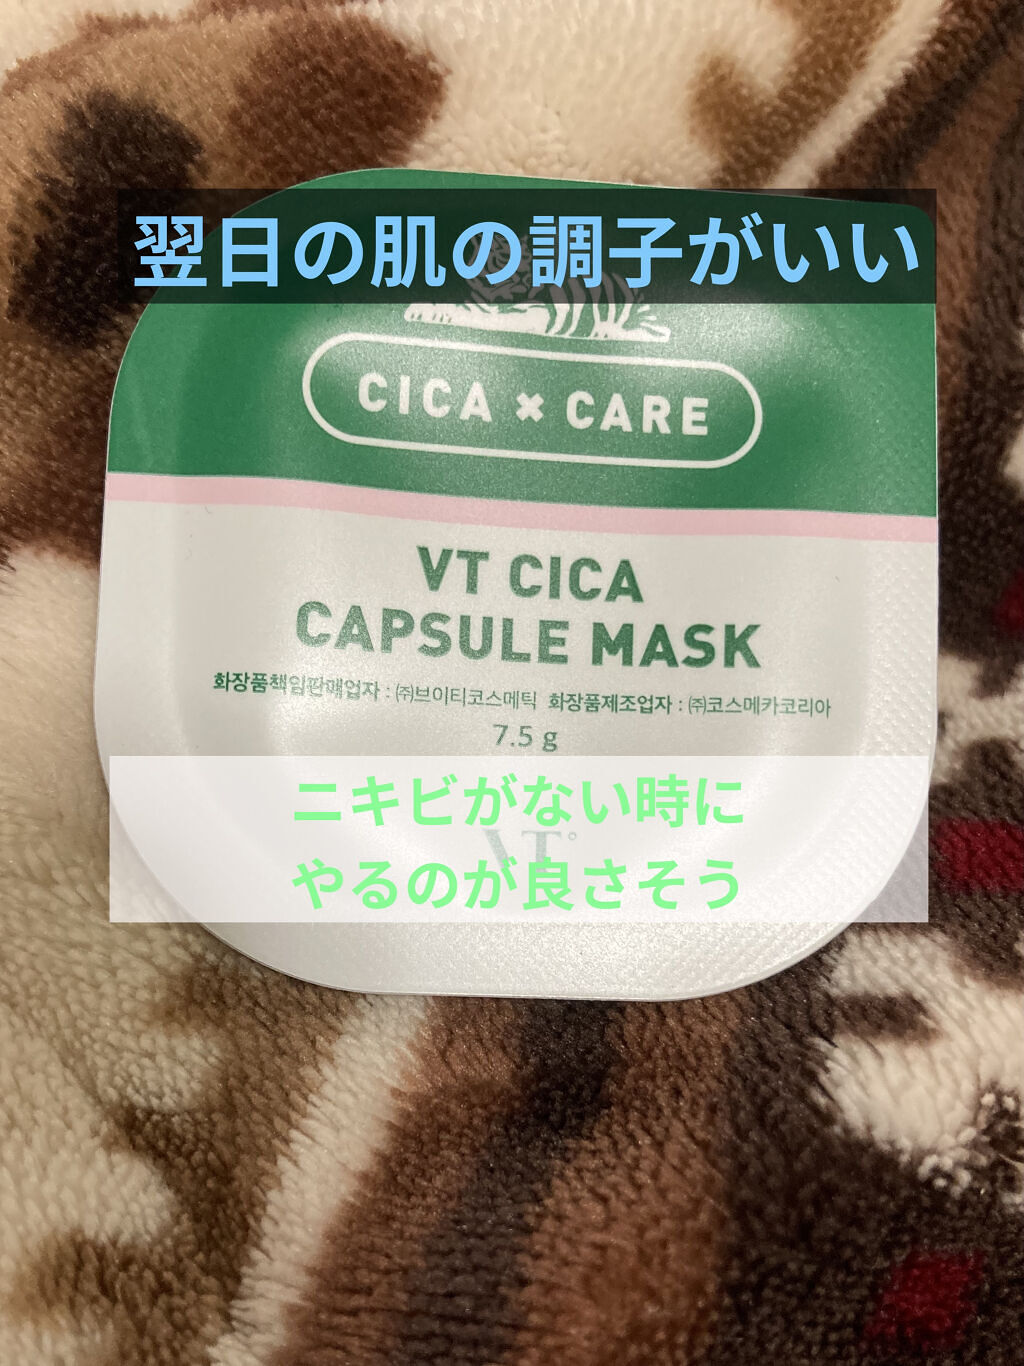 翌日の肌の調子がいい
CICA × CARE
VT CICA
CAPSULE MASK
화장품책임판매업자 : ㈜브이티코스메틱 화장품제조업자 : ㈜코스메카코리아
7.5 g
ニキビがない時に
VT
やるのが良さそう